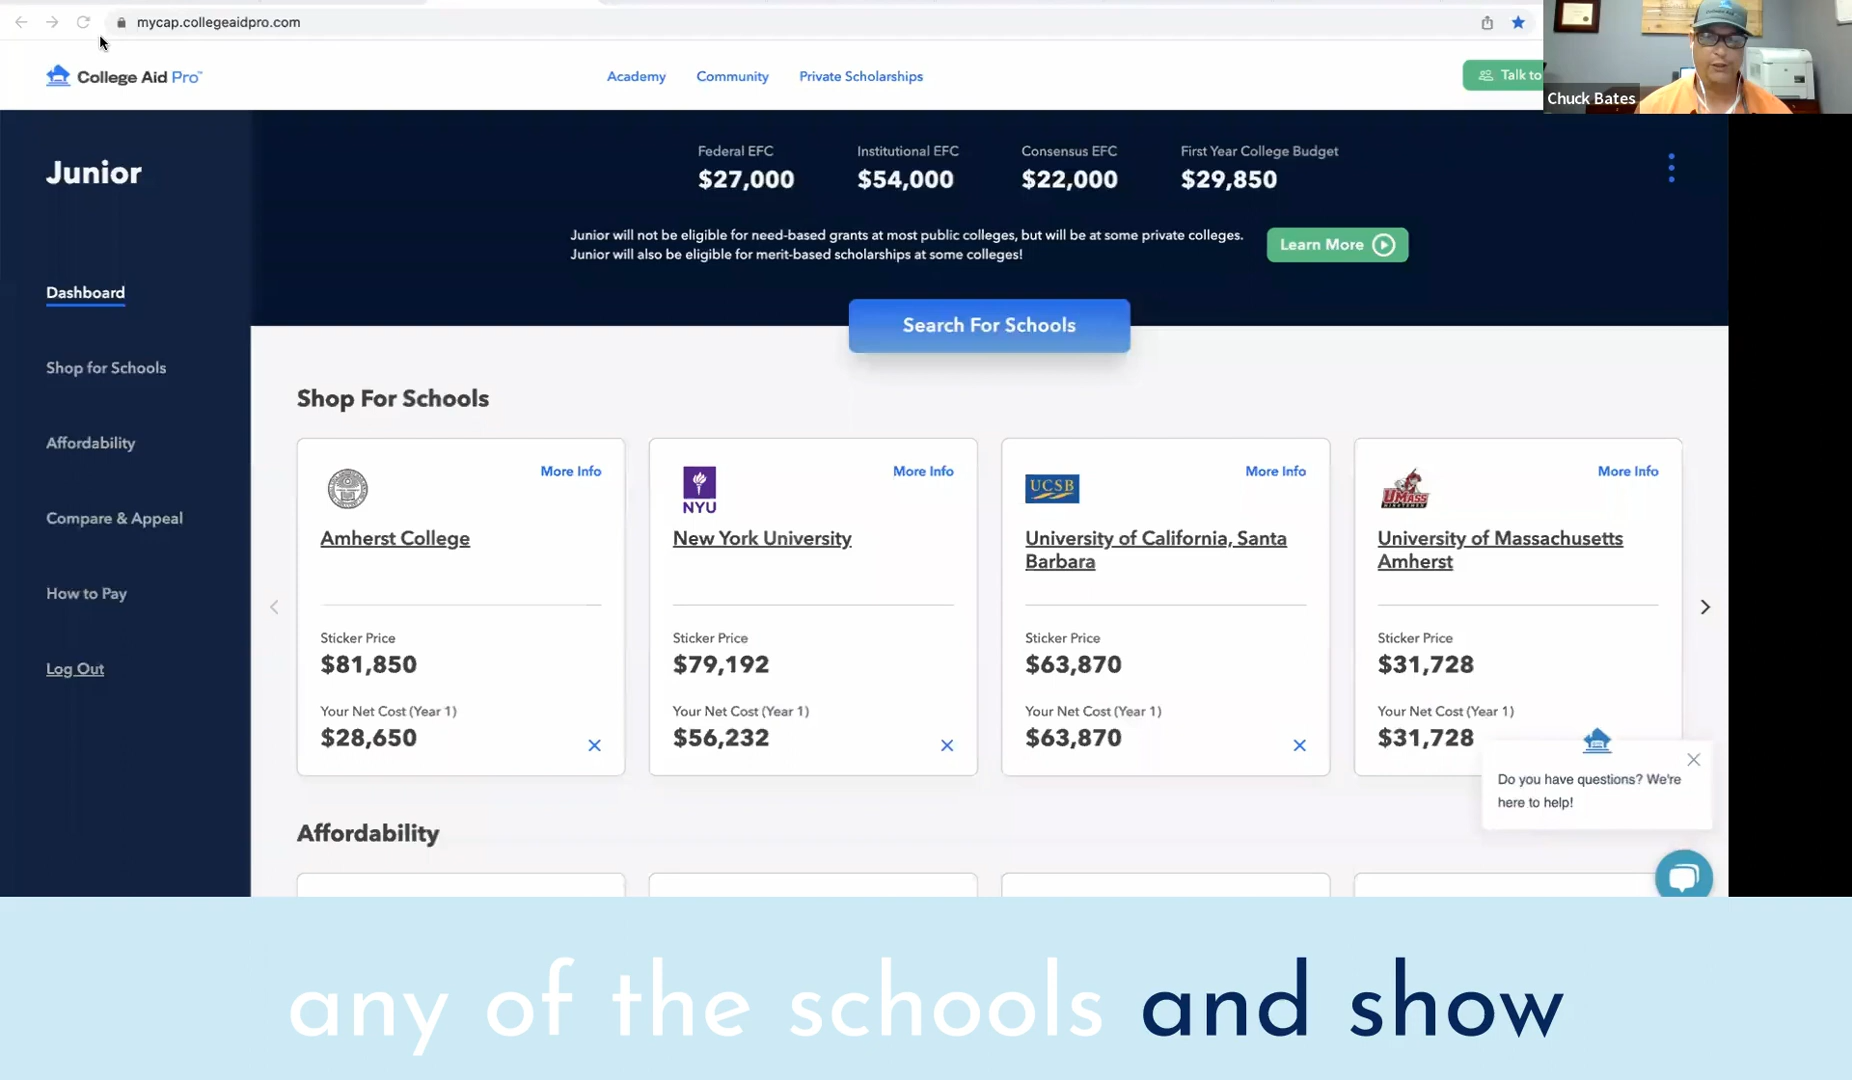 mycap.collegeaidpro.com
College Aid Pro™
Academy
Community
Private Scholarships
Talk to
Chuck Bates
Junior
Federal EFC
$27,000
Institutional EFC
$54,000
Consensus EFC
$22,000
First Year College Budget
$29,850
Junior will not be eligible for need-based grants at most public colleges, but will be at some private colleges.
Junior will also be eligible for merit-based scholarships at some colleges!
Learn More
Dashboard
Shop for Schools
Affordability
Compare & Appeal
How to Pay
Log Out
Search For Schools
Shop For Schools
More Info
Amherst College
Sticker Price
$81,850
Your Net Cost (Year 1)
$28,650
More Info
NYU
New York University
Sticker Price
$79,192
Your Net Cost (Year 1)
$56,232
More Info
UCSB
University of California, Santa
Barbara
Sticker Price
$63,870
Your Net Cost (Year 1)
$63,870
More Info
UMass
University of Massachusetts
Amherst
Sticker Price
$31,728
Your Net Cost (Year 1)
$31,728
Do you have questions? We're
here to help!
Affordability
any of the schools and show